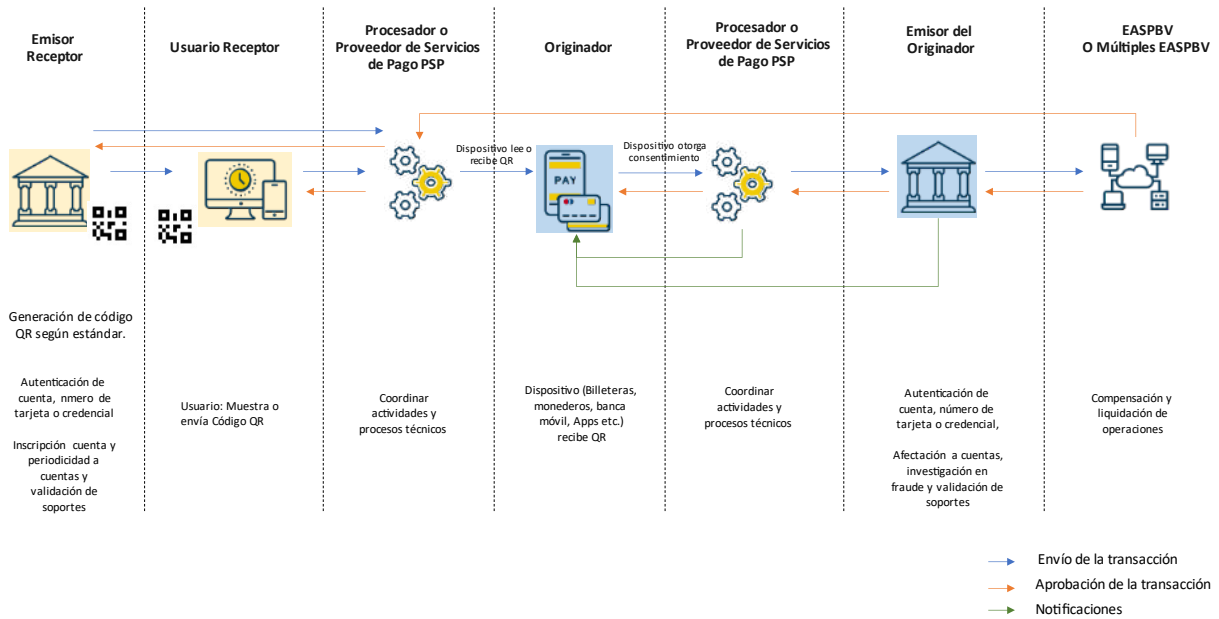 Emisor
Receptor
Usuario Receptor
Procesador o
Proveedor de Servicios
de Pago PSP
Originador
Procesador o
Proveedor de Servicios
de Pago PSP
Emisor del
Originador
EASPBV
O Múltiples EASPBV
Dispositivo lee o
recibe QR
Dispositivo otorga
consentimiento
PAY
Generación de código
QR según estándar.
Autenticación de
cuenta, nmero de
tarjeta o credencial
Inscripción cuenta y
periodicidad a
cuentas y
validación de
soportes
Usuario: Muestra o
envía Código QR
Coordinar
actividades y
procesos técnicos
Dispositivo (Billeteras,
monederos, banca
móvil, Apps etc.)
recibe QR
Coordinar
actividades y
procesos técnicos
Autenticación de
cuenta, número de
tarjeta o credencial,
Afectación a cuentas,
investigación en
fraude y validación de
soportes
Compensación y
liquidación de
operaciones
Envío de la transacción
Aprobación de la transacción
Notificaciones